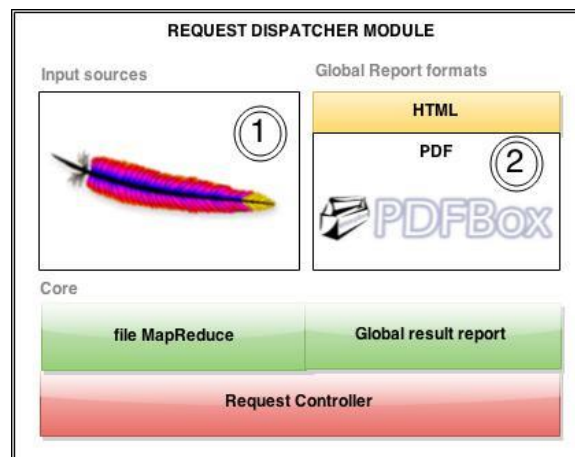 REQUEST DISPATCHER MODULE
Input sources
Global Report formats
1
HTML
PDF
2
PDFBox
Core
file MapReduce
Global result report
Request Controller